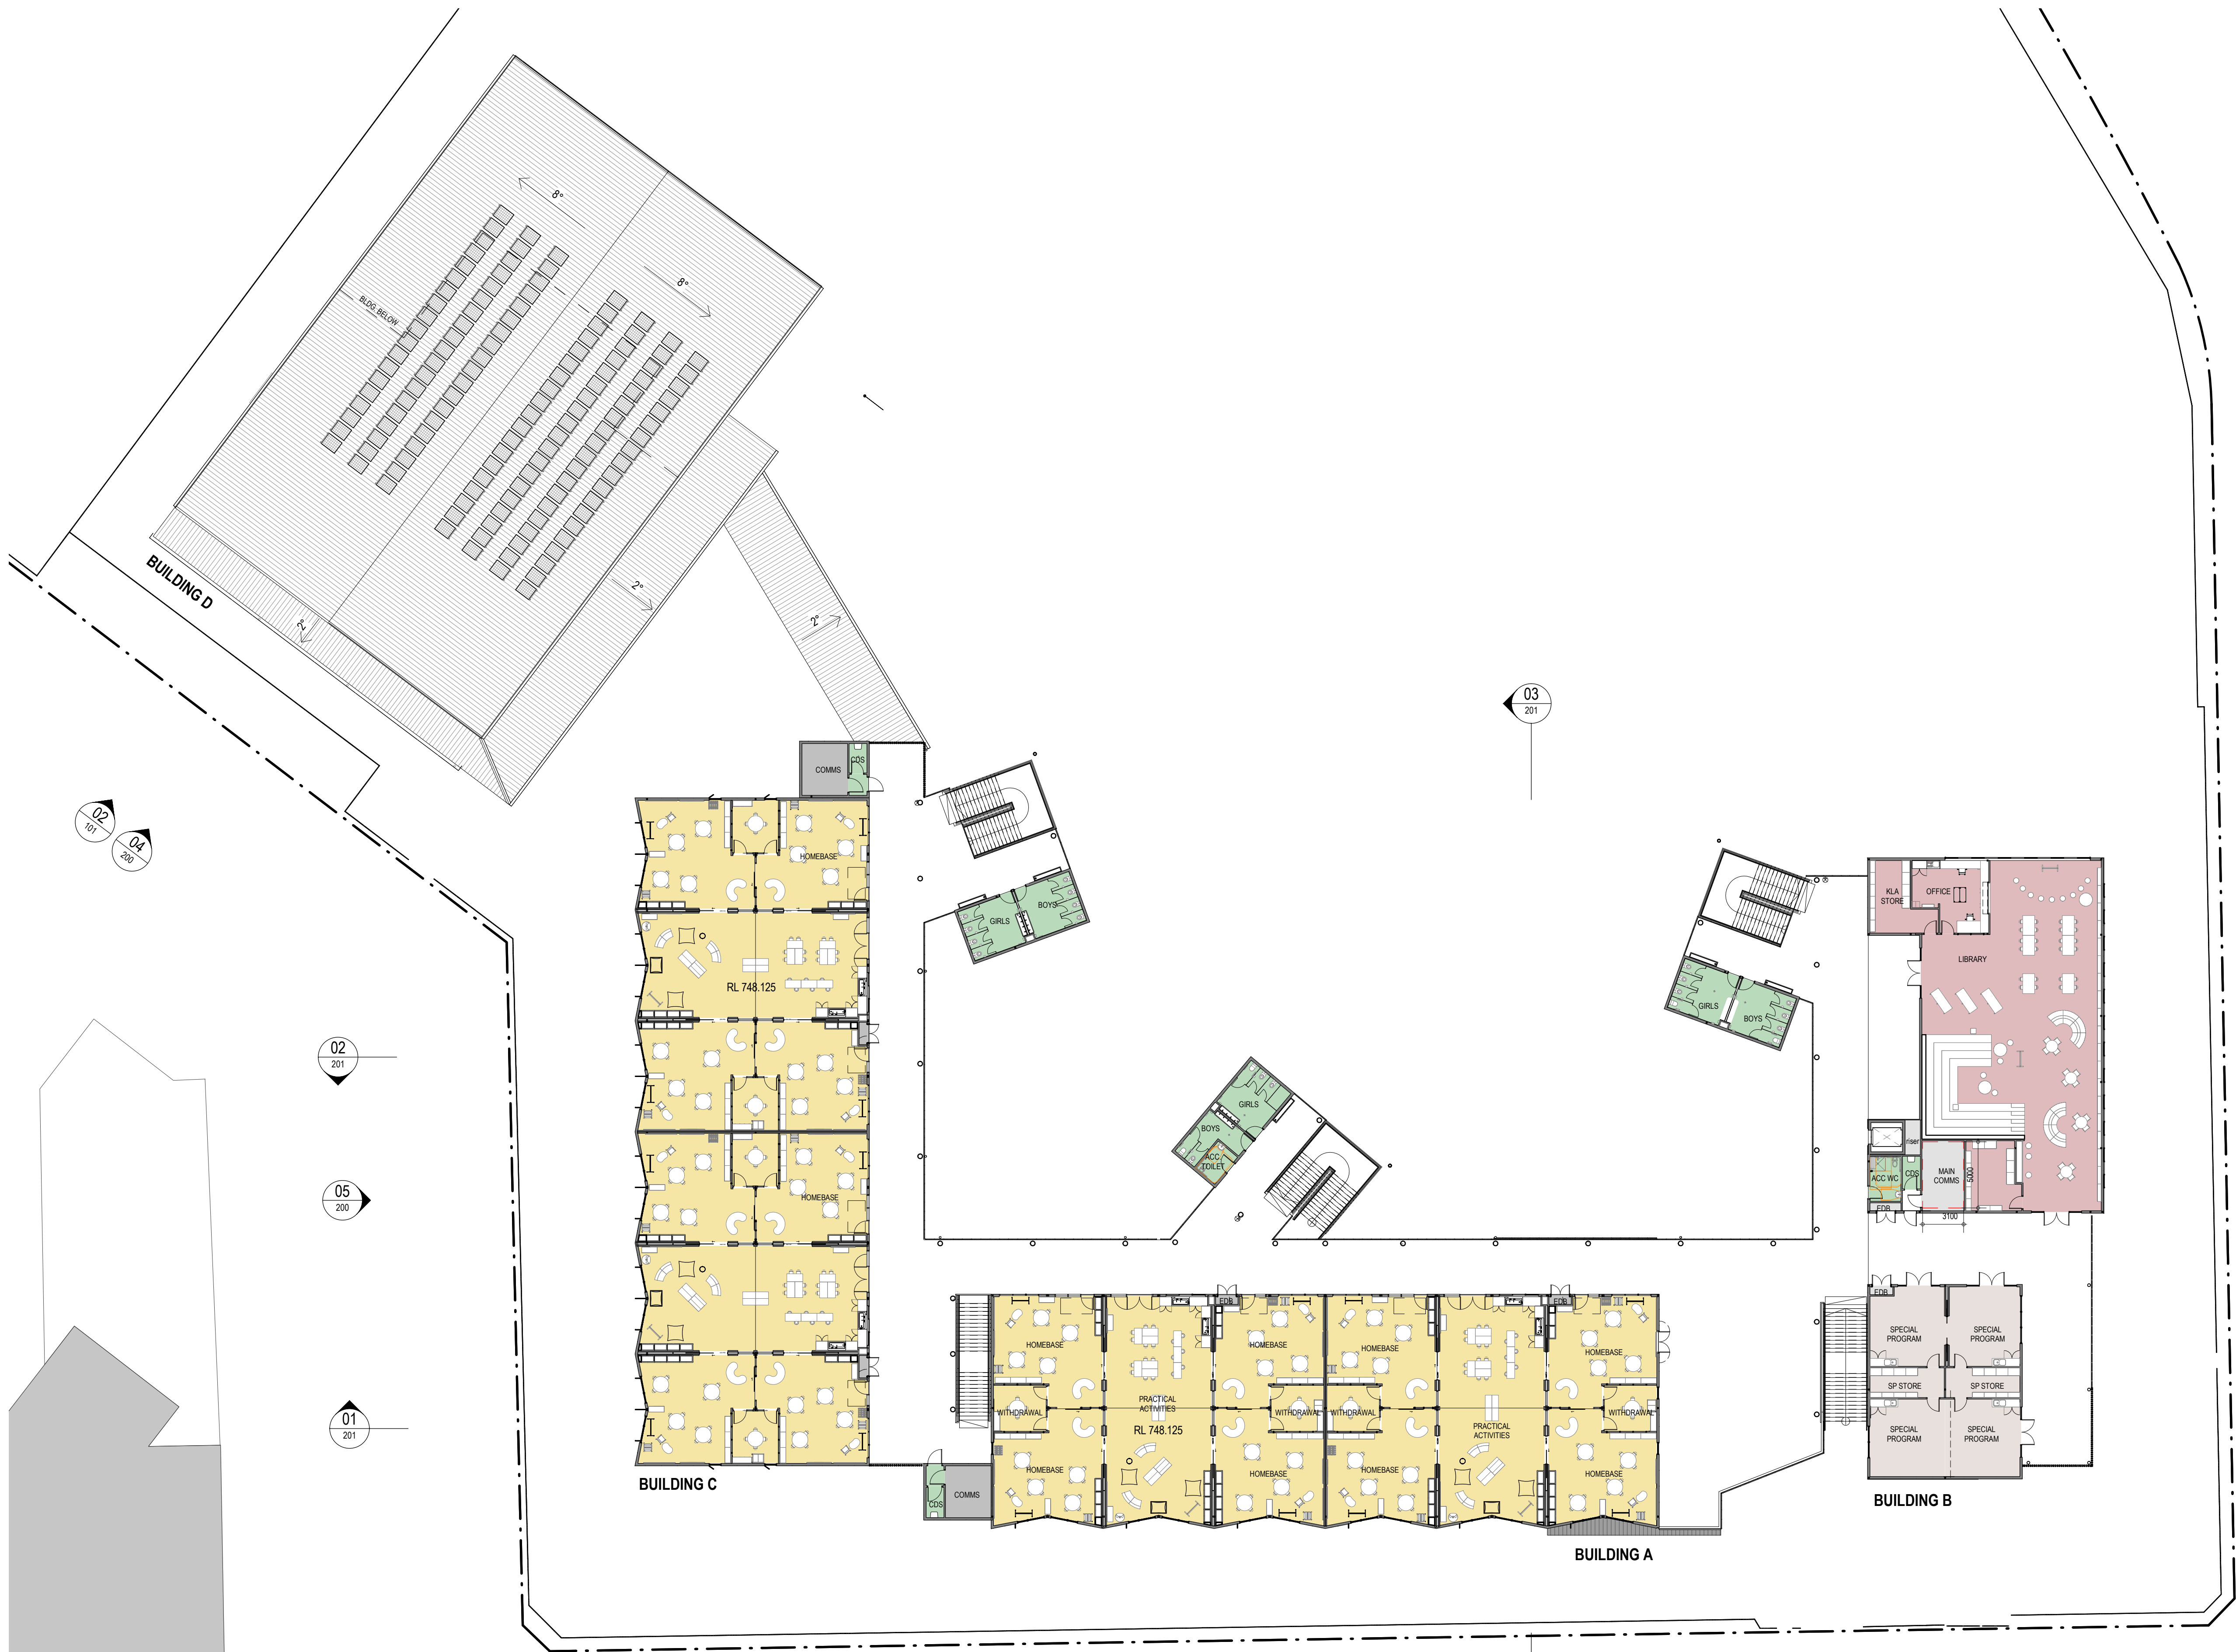 8°
8°
BLDG. BELOW
BUILDING D
2°
2°
2°
03
201
COMMS
CDS
02
101
04
200
HOMEBASE
GIRLS
BOYS
KLA
STORE
OFFICE
LIBRARY
GIRLS
BOYS
RL 748.125
02
201
GIRLS
BOYS
ACC.
TOILET
riser
ACC WC
CDS
MAIN
COMMS
5000
EDB
3100
05
200
HOMEBASE
EDB
EDB
EDB
HOMEBASE
HOMEBASE
HOMEBASE
HOMEBASE
SPECIAL
PROGRAM
SPECIAL
PROGRAM
SP STORE
SP STORE
WITHDRAWAL
PRACTICAL
ACTIVITIES
RL 748.125
WITHDRAWAL
WITHDRAWAL
PRACTICAL
ACTIVITIES
WITHDRAWAL
SPECIAL
PROGRAM
SPECIAL
PROGRAM
01
201
HOMEBASE
HOMEBASE
HOMEBASE
HOMEBASE
BUILDING C
CDS
COMMS
BUILDING B
BUILDING A